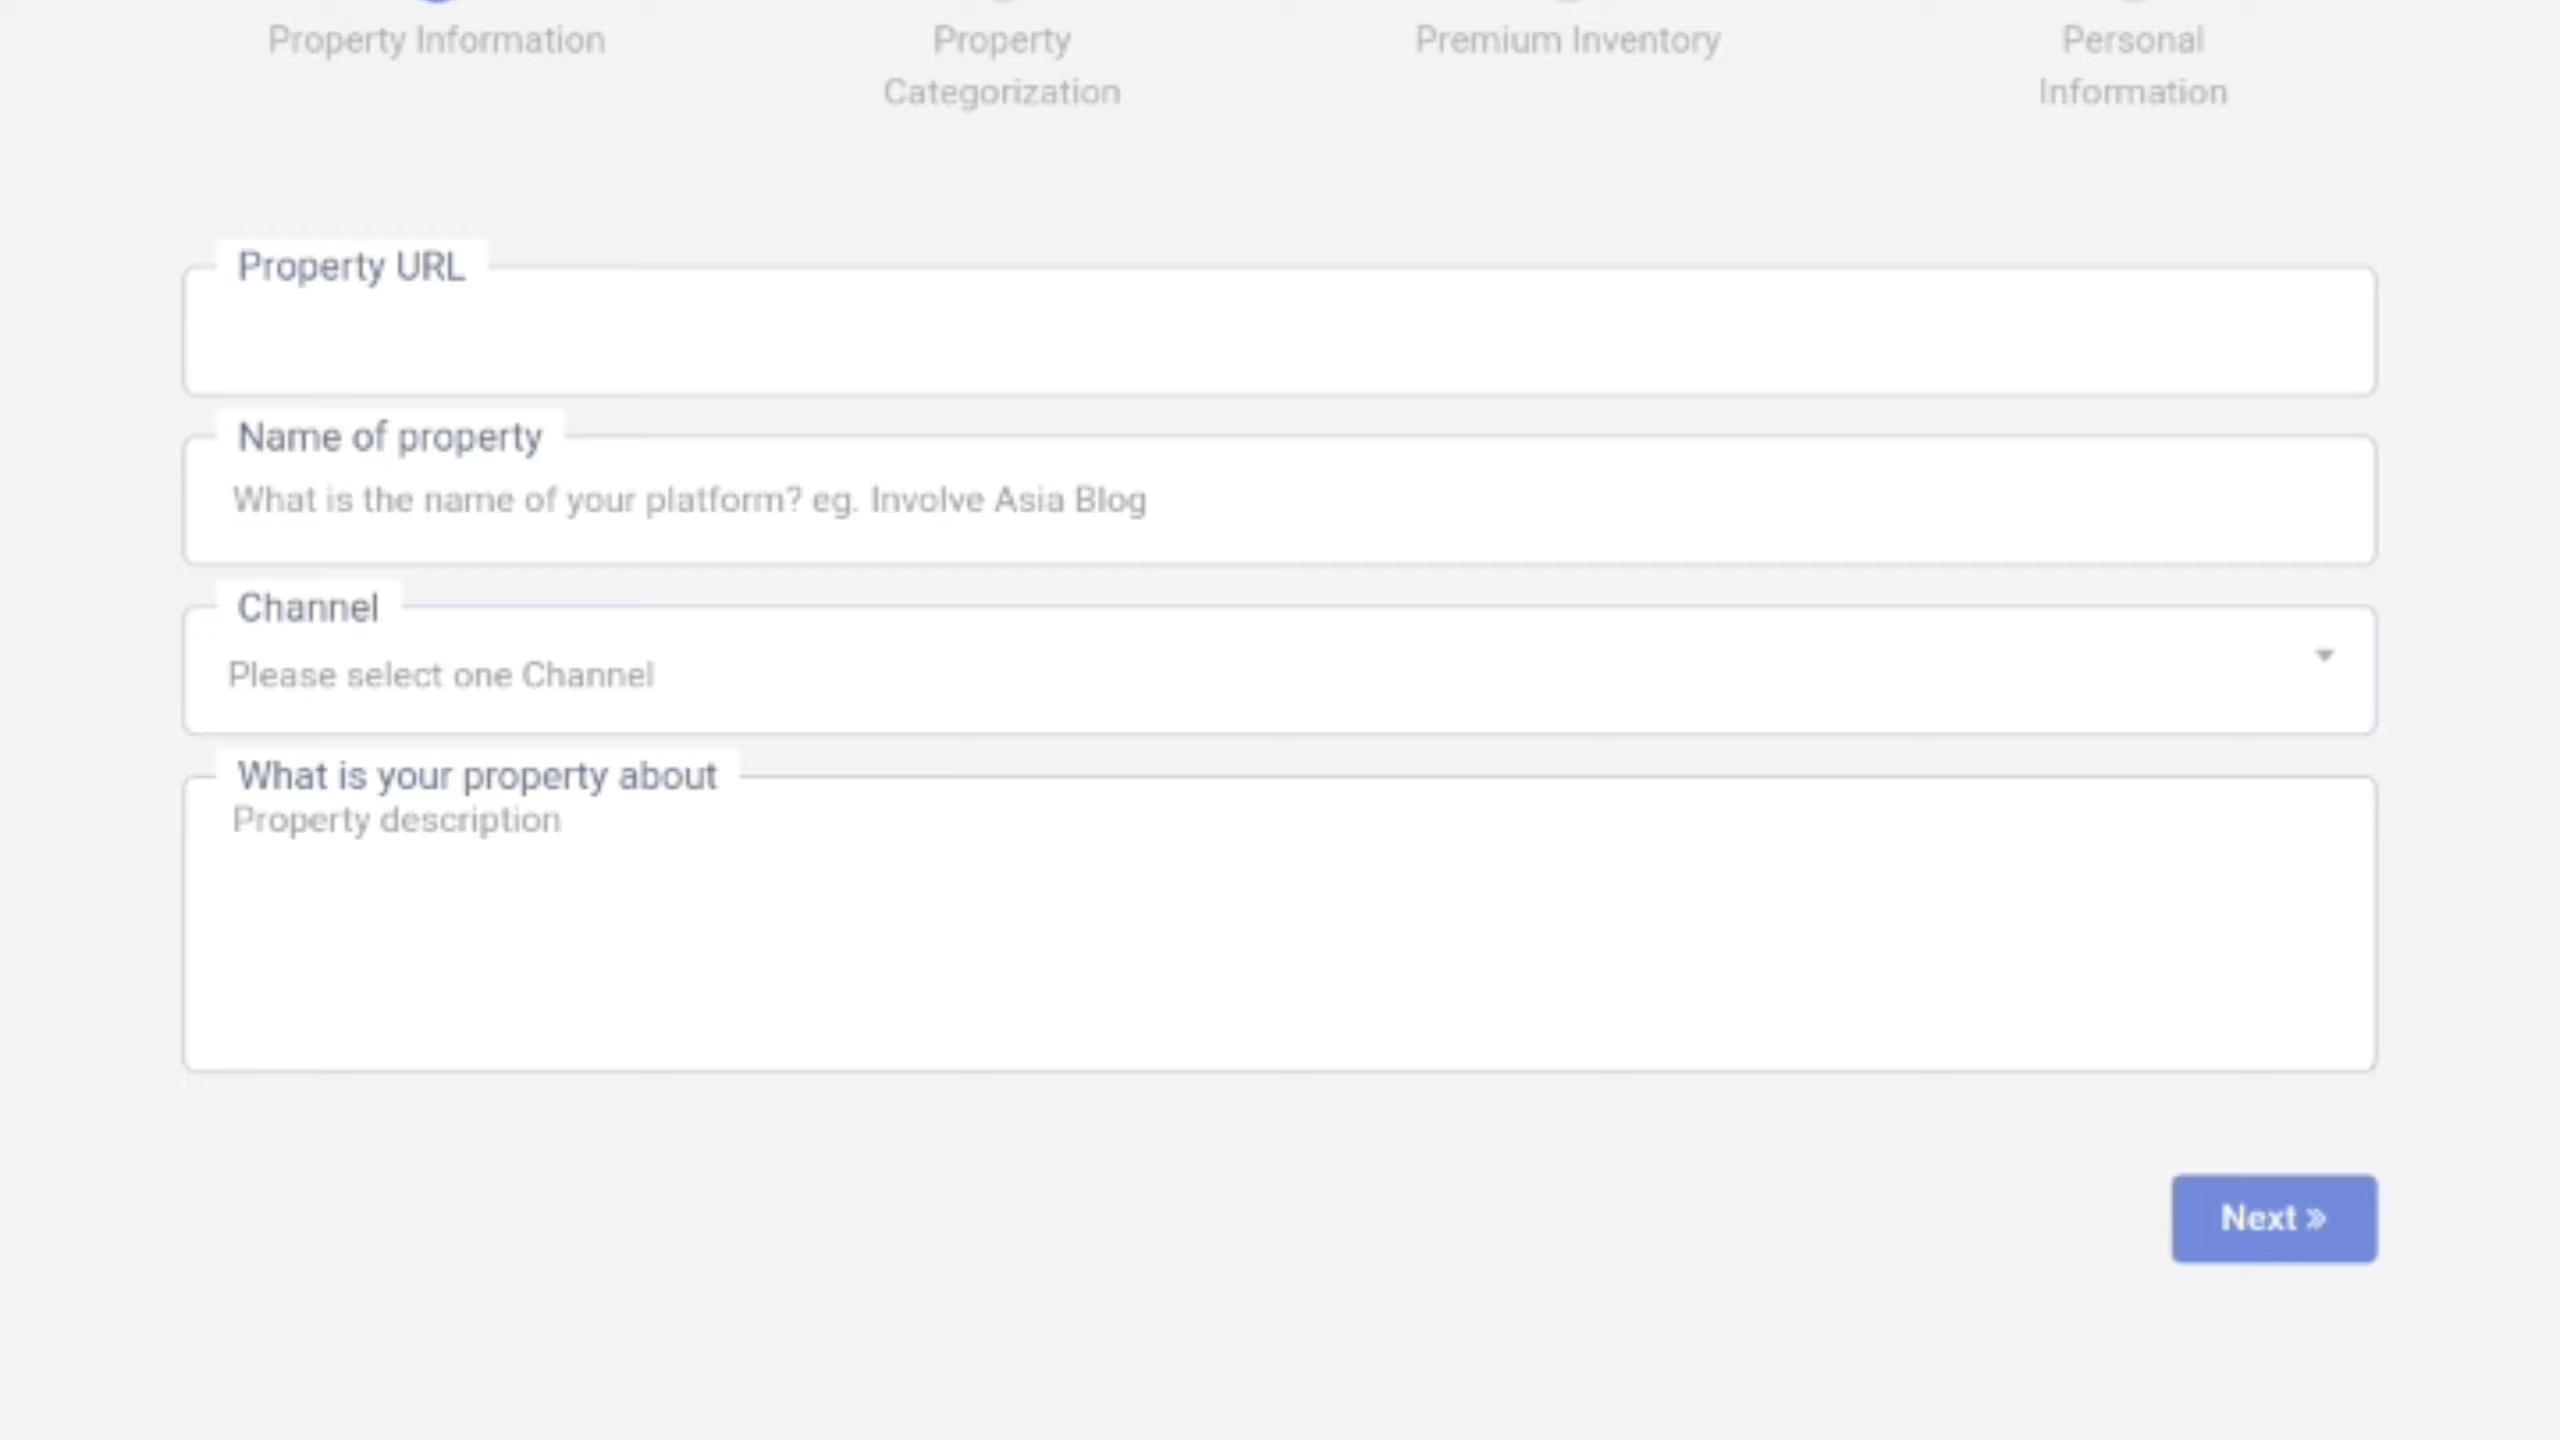 Property Information
Property
Categorization
Premium Inventory
Personal
Information
Property URL
Name of property
What is the name of your platform? eg. Involve Asia Blog
Channel
Please select one Channel
What is your property about
Property description
Next »